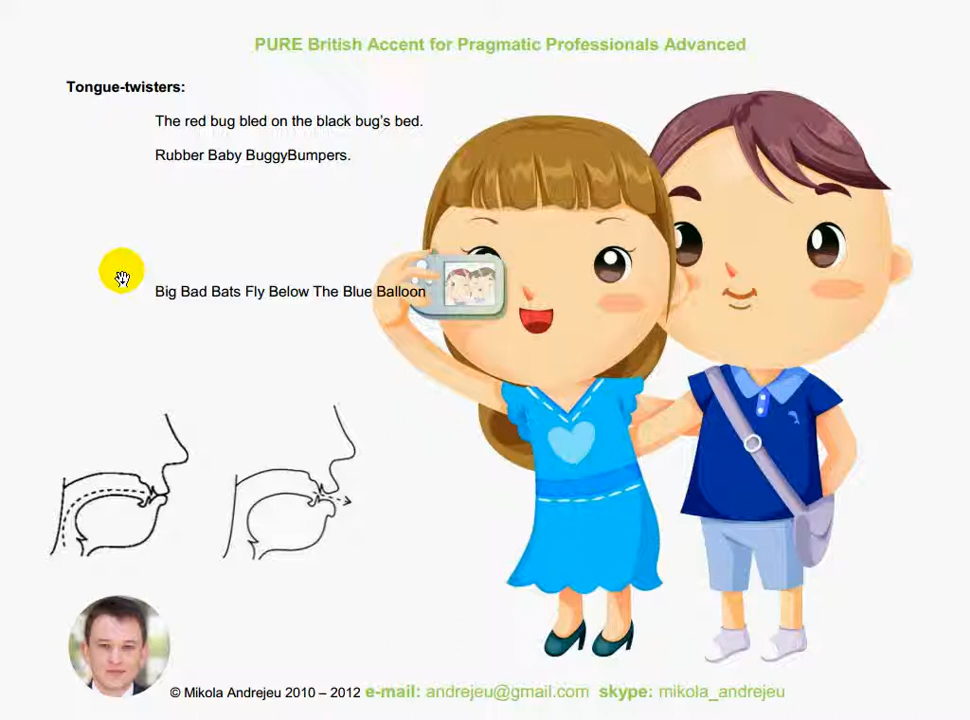 PURE British Accent for Pragmatic Professionals Advanced
Tongue-twisters:
The red bug bled on the black bug’s bed.
Rubber Baby BuggyBumpers.
Big Bad Bats Fly Below The Blue Balloon
© Mikola Andrejeu 2010 – 2012 e-mail: andrejeu@gmail.com skype: mikola_andrejeu